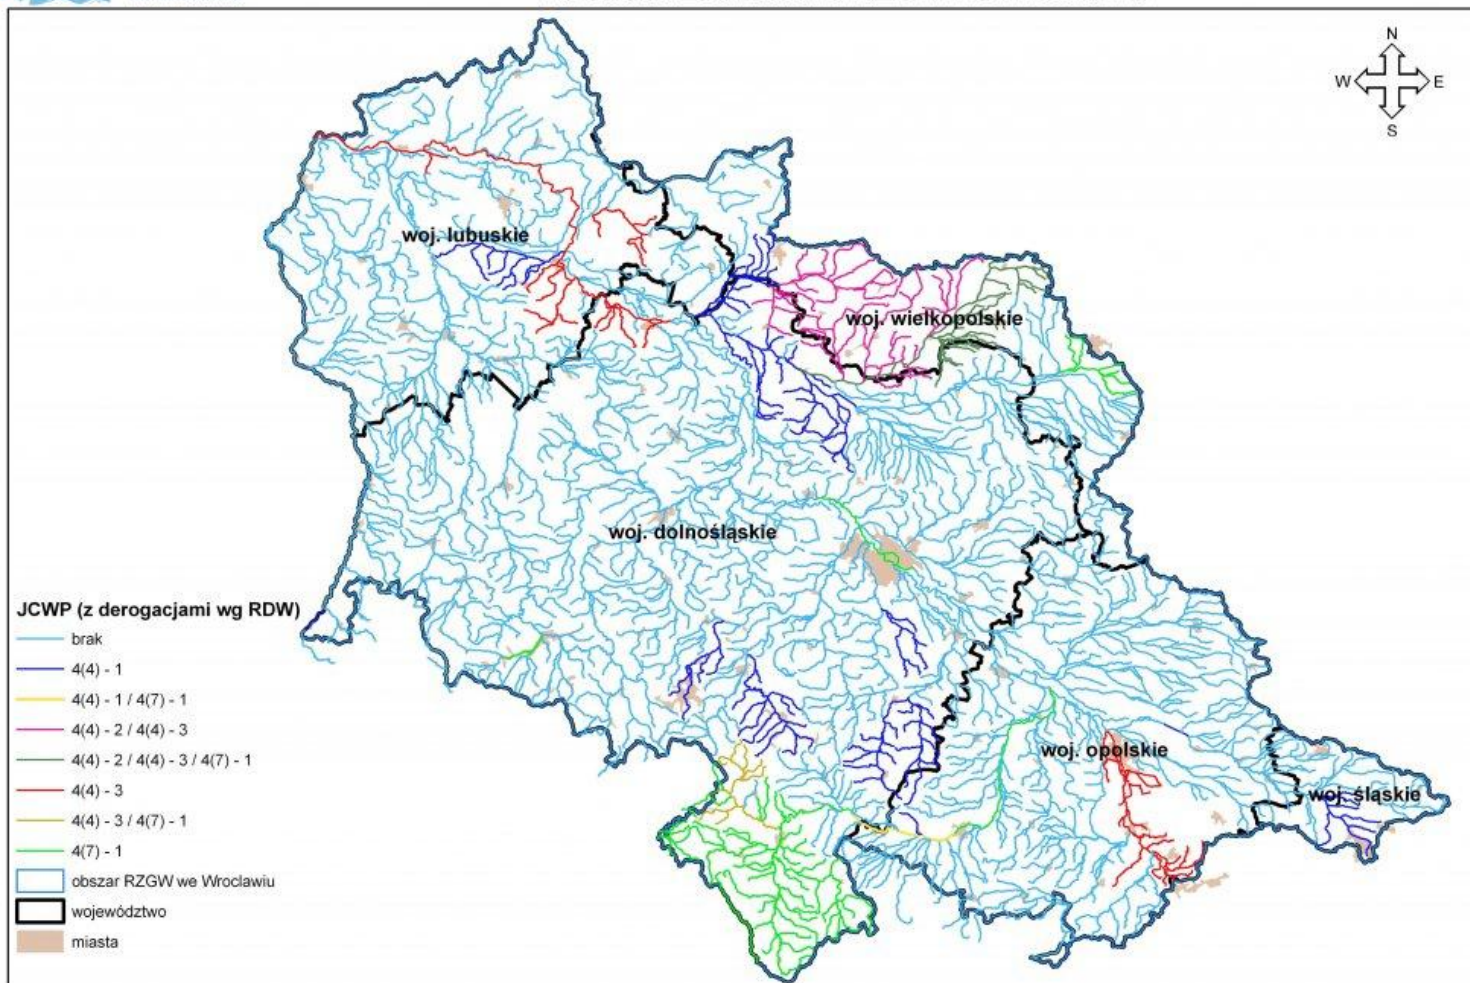 N
W E
S
woj. lubuskie
woj. wielkopolskie
woj. dolnośląskie
woj. opolskie
woj. śląskie
JCWP (z derogacjami wg RDW)
brak
4(4) - 1
4(4) - 1 / 4(7) - 1
4(4) - 2 / 4(4) - 3
4(4) - 2 / 4(4) - 3 / 4(7) - 1
4(4) - 3
4(4) - 3 / 4(7) - 1
4(7) - 1
obszar RZGW we Wroclawiu
województwo
miasta